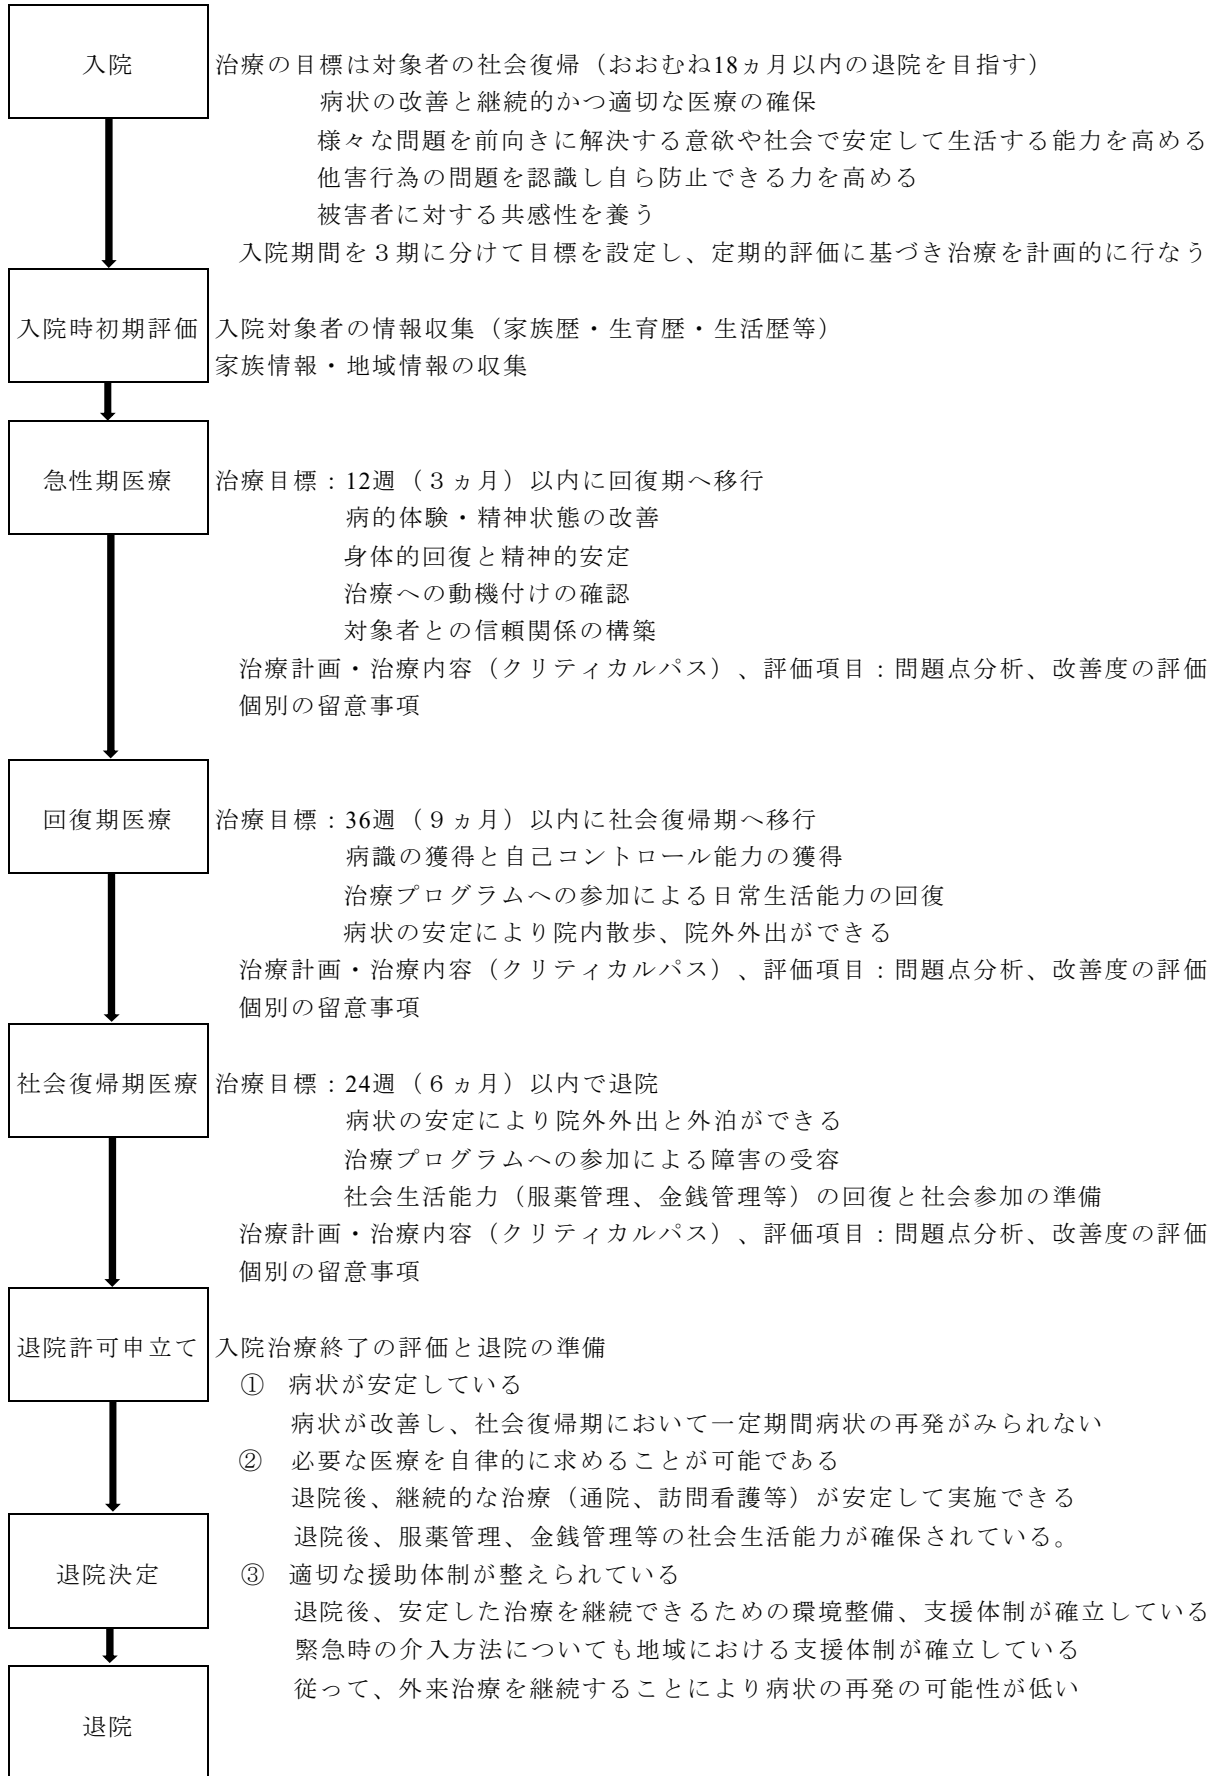 入院
治療の目標は対象者の社会復帰（おおむね18ヵ月以内の退院を目指す）
病状の改善と継続的かつ適切な医療の確保
様々な問題を前向きに解決する意欲や社会で安定して生活する能力を高める
他害行為の問題を認識し自ら防止できる力を高める
被害者に対する共感性を養う
入院期間を３期に分けて目標を設定し、定期的評価に基づき治療を計画的に行なう
入院時初期評価
入院対象者の情報収集（家族歴・生育歴・生活歴等）
家族情報・地域情報の収集
急性期医療
治療目標：12週（３ヵ月）以内に回復期へ移行
病的体験・精神状態の改善
身体的回復と精神的安定
治療への動機付けの確認
対象者との信頼関係の構築
治療計画・治療内容（クリティカルパス）、評価項目：問題点分析、改善度の評価
個別の留意事項
回復期医療
治療目標：36週（９ヵ月）以内に社会復帰期へ移行
病識の獲得と自己コントロール能力の獲得
治療プログラムへの参加による日常生活能力の回復
病状の安定により院内散歩、院外外出ができる
治療計画・治療内容（クリティカルパス）、評価項目：問題点分析、改善度の評価
個別の留意事項
社会復帰期医療
治療目標：24週（６ヵ月）以内で退院
病状の安定により院外外出と外泊ができる
治療プログラムへの参加による障害の受容
社会生活能力（服薬管理、金銭管理等）の回復と社会参加の準備
治療計画・治療内容（クリティカルパス）、評価項目：問題点分析、改善度の評価
個別の留意事項
退院許可申立て
入院治療終了の評価と退院の準備
① 病状が安定している
病状が改善し、社会復帰期において一定期間病状の再発がみられない
② 必要な医療を自律的に求めることが可能である
退院後、継続的な治療（通院、訪問看護等）が安定して実施できる
退院後、服薬管理、金銭管理等の社会生活能力が確保されている。
退院決定
③ 適切な援助体制が整えられている
退院後、安定した治療を継続できるための環境整備、支援体制が確立している
緊急時の介入方法についても地域における支援体制が確立している
従って、外来治療を継続することにより病状の再発の可能性が低い
退院